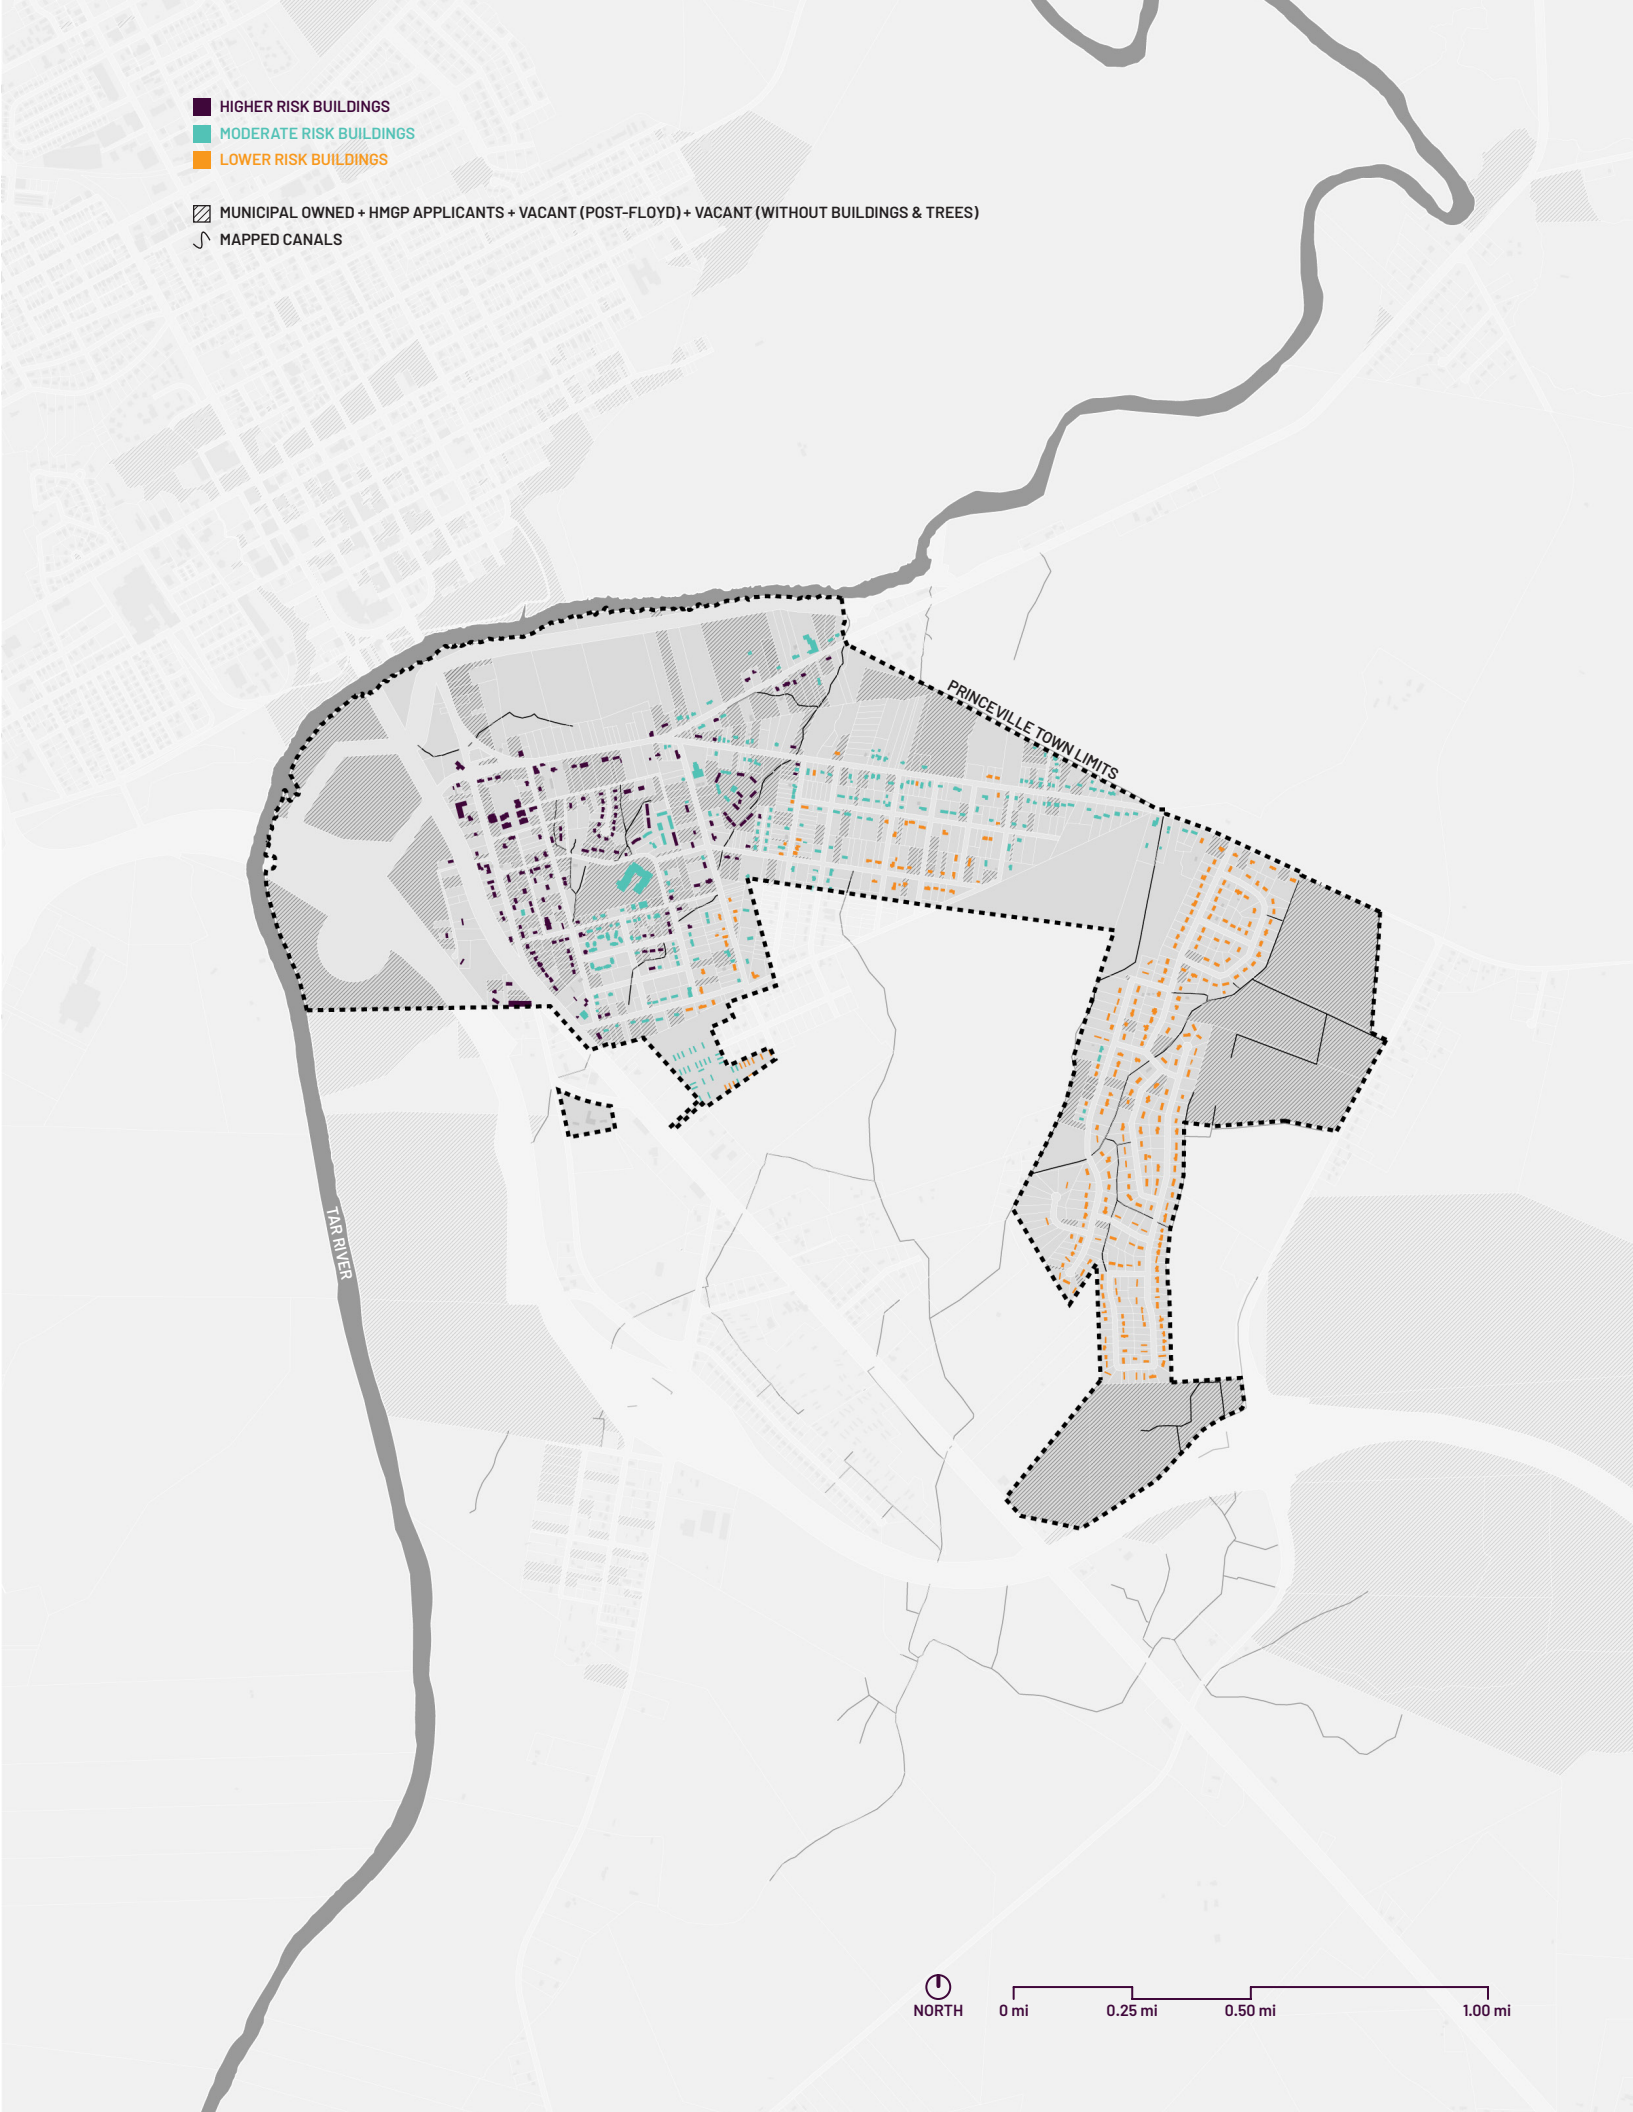 HIGHER RISK BUILDINGS
MODERATE RISK BUILDINGS
LOWER RISK BUILDINGS
MUNICIPAL OWNED + HMGP APPLICANTS + VACANT (POST-FLOYD) + VACANT (WITHOUT BUILDINGS & TREES)
MAPPED CANALS
PRINCEVILLE TOWN LIMITS
TAR RIVER
NORTH
0 mi 0.25 mi 0.50 mi 1.00 mi